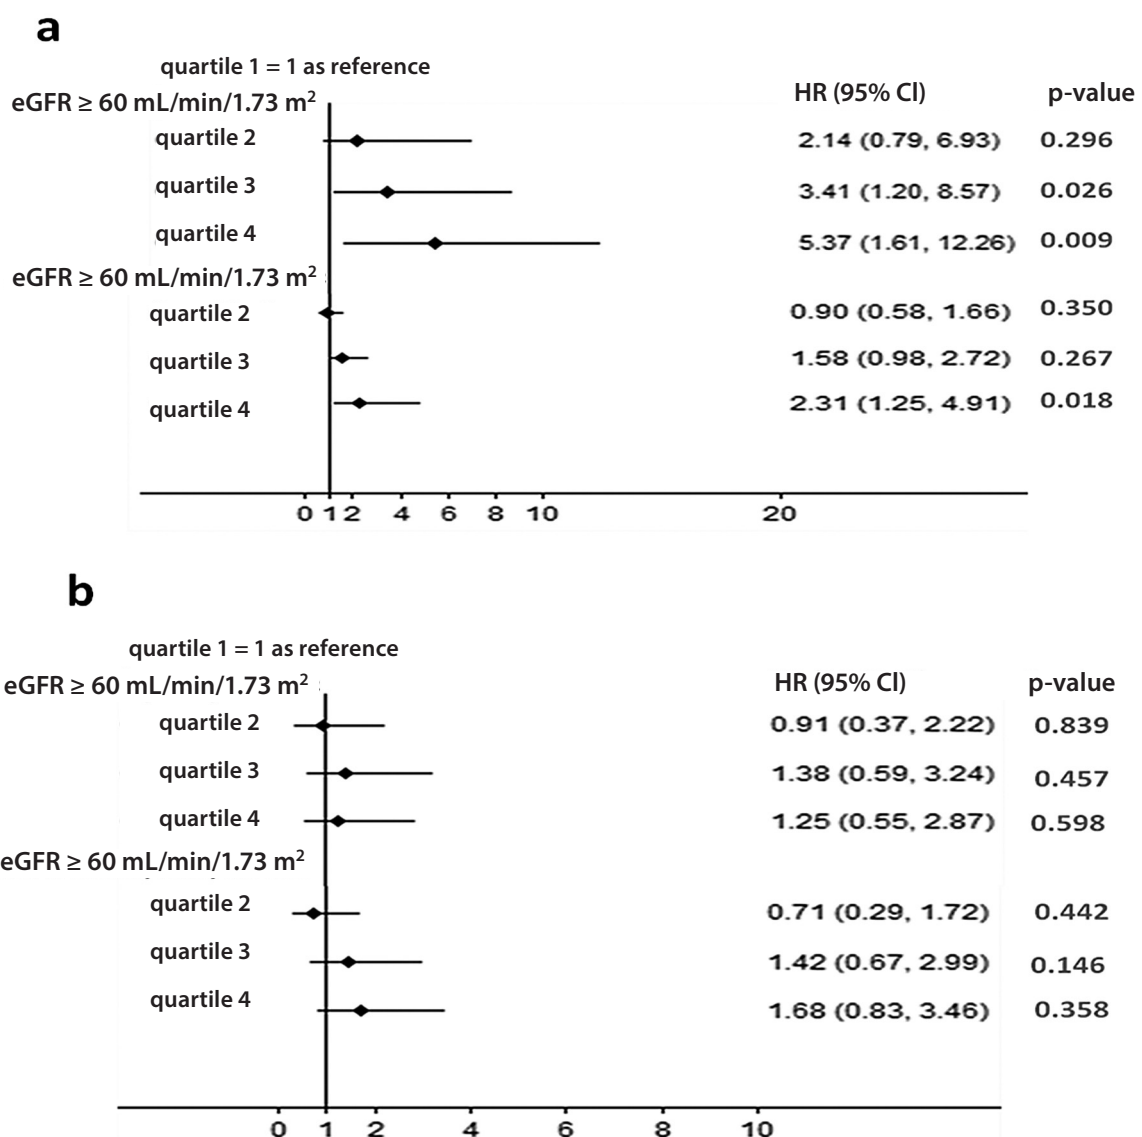 a
quartile 1 = 1 as reference
eGFR ≥ 60 mL/min/1.73 m² HR (95% Cl) p-value
quartile 2 2.14 (0.79, 6.93) 0.296
quartile 3 3.41 (1.20, 8.57) 0.026
quartile 4 5.37 (1.61, 12.26) 0.009
eGFR ≥ 60 mL/min/1.73 m²
quartile 2 0.90 (0.58, 1.66) 0.350
quartile 3 1.58 (0.98, 2.72) 0.267
quartile 4 2.31 (1.25, 4.91) 0.018
0 1 2 4 6 8 10 20
b
quartile 1 = 1 as reference
eGFR ≥ 60 mL/min/1.73 m² HR (95% Cl) p-value
quartile 2 0.91 (0.37, 2.22) 0.839
quartile 3 1.38 (0.59, 3.24) 0.457
quartile 4 1.25 (0.55, 2.87) 0.598
eGFR ≥ 60 mL/min/1.73 m²
quartile 2 0.71 (0.29, 1.72) 0.442
quartile 3 1.42 (0.67, 2.99) 0.146
quartile 4 1.68 (0.83, 3.46) 0.358
0 1 2 4 6 8 10